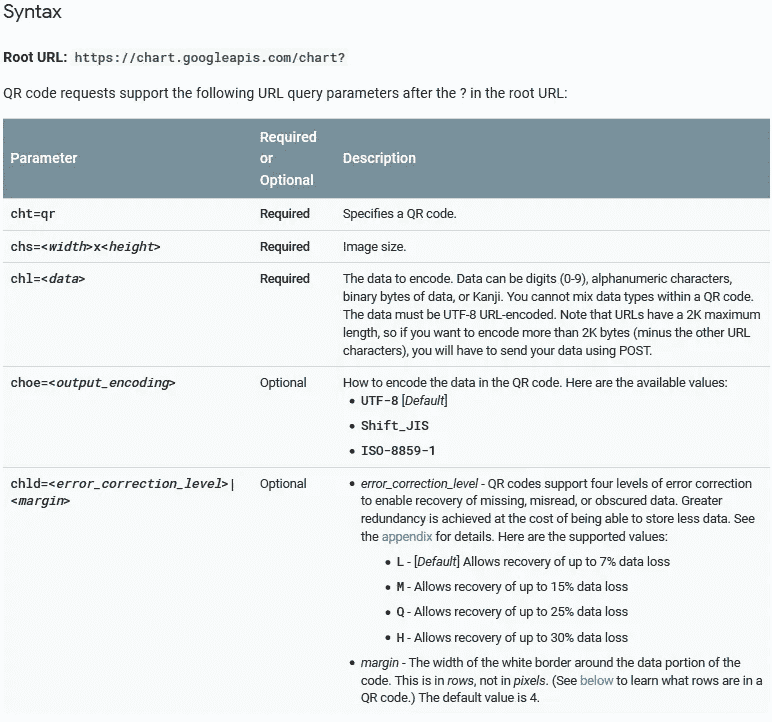 Syntax
Root URL: https://chart.googleapis.com/chart?
QR code requests support the following URL query parameters after the ? in the root URL:
Parameter
Required
or
Optional
Description
cht=qr
Required
Specifies a QR code.
chs=<width>x<height>
Required
Image size.
chl=<data>
Required
The data to encode. Data can be digits (0-9), alphanumeric characters,
binary bytes of data, or Kanji. You cannot mix data types within a QR code.
The data must be UTF-8 URL-encoded. Note that URLs have a 2K maximum
length, so if you want to encode more than 2K bytes (minus the other URL
characters), you will have to send your data using POST.
choe=<output_encoding>
Optional
How to encode the data in the QR code. Here are the available values:
• UTF-8 [Default]
• Shift_JIS
• ISO-8859-1
chld=<error_correction_level>|
<margin>
Optional
• error_correction_level - QR codes support four levels of error correction
to enable recovery of missing, misread, or obscured data. Greater
redundancy is achieved at the cost of being able to store less data. See
the appendix for details. Here are the supported values:
• L - [Default] Allows recovery of up to 7% data loss
• M - Allows recovery of up to 15% data loss
• Q - Allows recovery of up to 25% data loss
• H - Allows recovery of up to 30% data loss
• margin - The width of the white border around the data portion of the
code. This is in rows, not in pixels. (See below to learn what rows are in a
QR code.) The default value is 4.